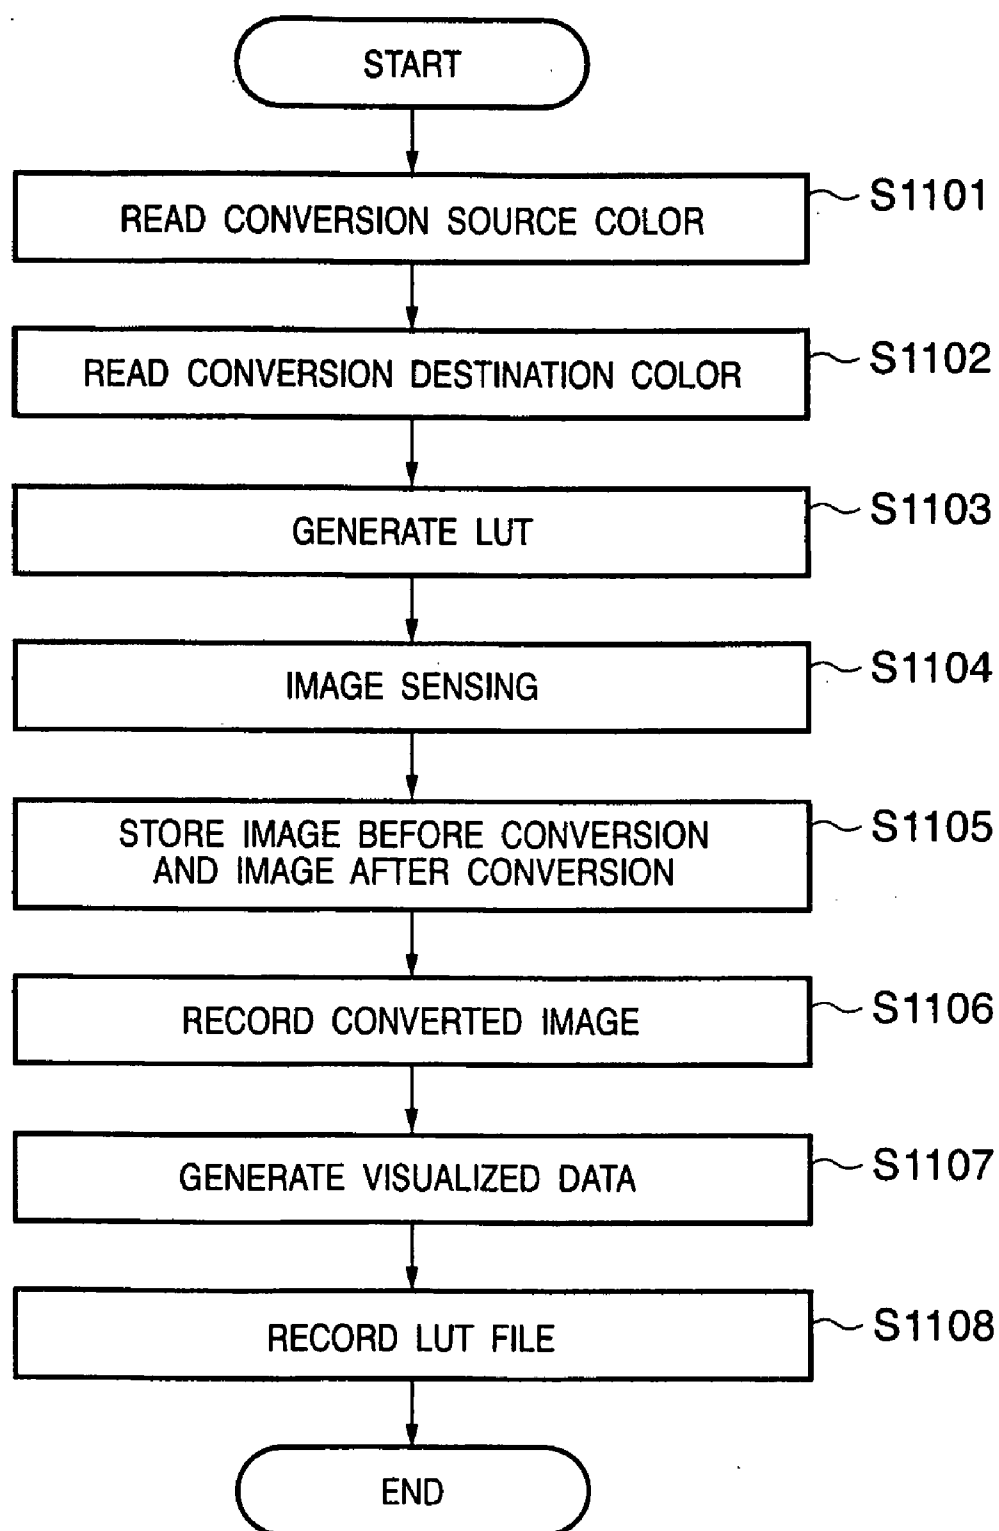 START
READ CONVERSION SOURCE COLOR
S1101
READ CONVERSION DESTINATION COLOR
S1102
GENERATE LUT
S1103
IMAGE SENSING
S1104
STORE IMAGE BEFORE CONVERSION
AND IMAGE AFTER CONVERSION
S1105
RECORD CONVERTED IMAGE
S1106
GENERATE VISUALIZED DATA
S1107
RECORD LUT FILE
S1108
END